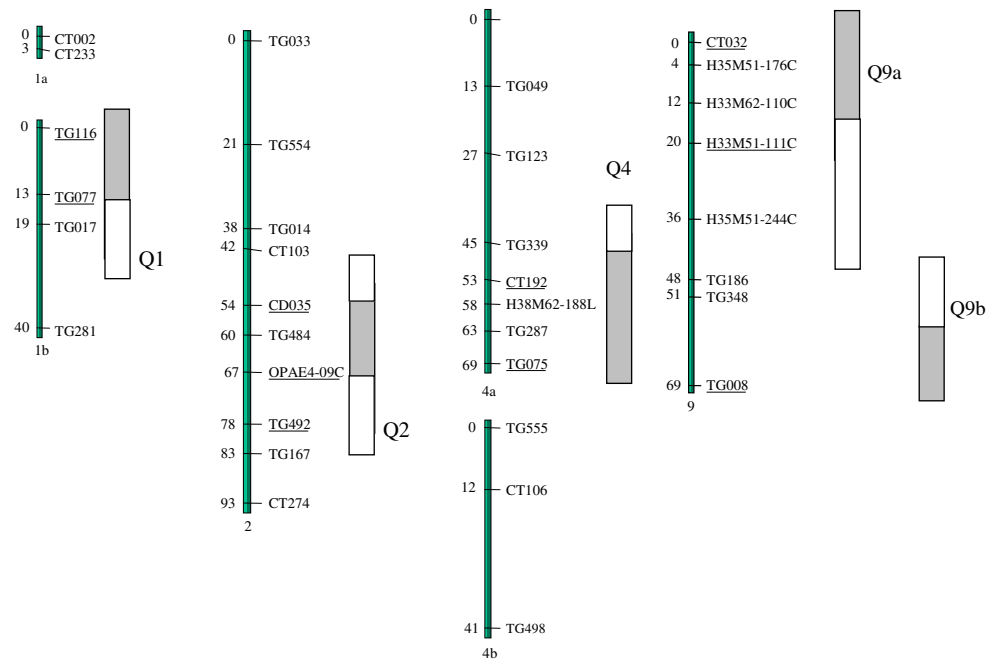 0 CT002
3 CT233
1a
0 TG116
13 TG077
19 TG017
40 TG281
1b
Q1
0 TG033
21 TG554
38 TG014
42 CT103
54 CD035
60 TG484
67 OPAE4-09C
78 TG492
83 TG167
93 CT274
2
Q2
0
13 TG049
27 TG123
45 TG339
53 CT192
58 H38M62-188L
63 TG287
69 TG075
4a
Q4
0 TG555
12 CT106
41 TG498
4b
0 CT032
4 H35M51-176C
12 H33M62-110C
20 H33M51-111C
36 H35M51-244C
48 TG186
51 TG348
69 TG008
9
Q9a
Q9b